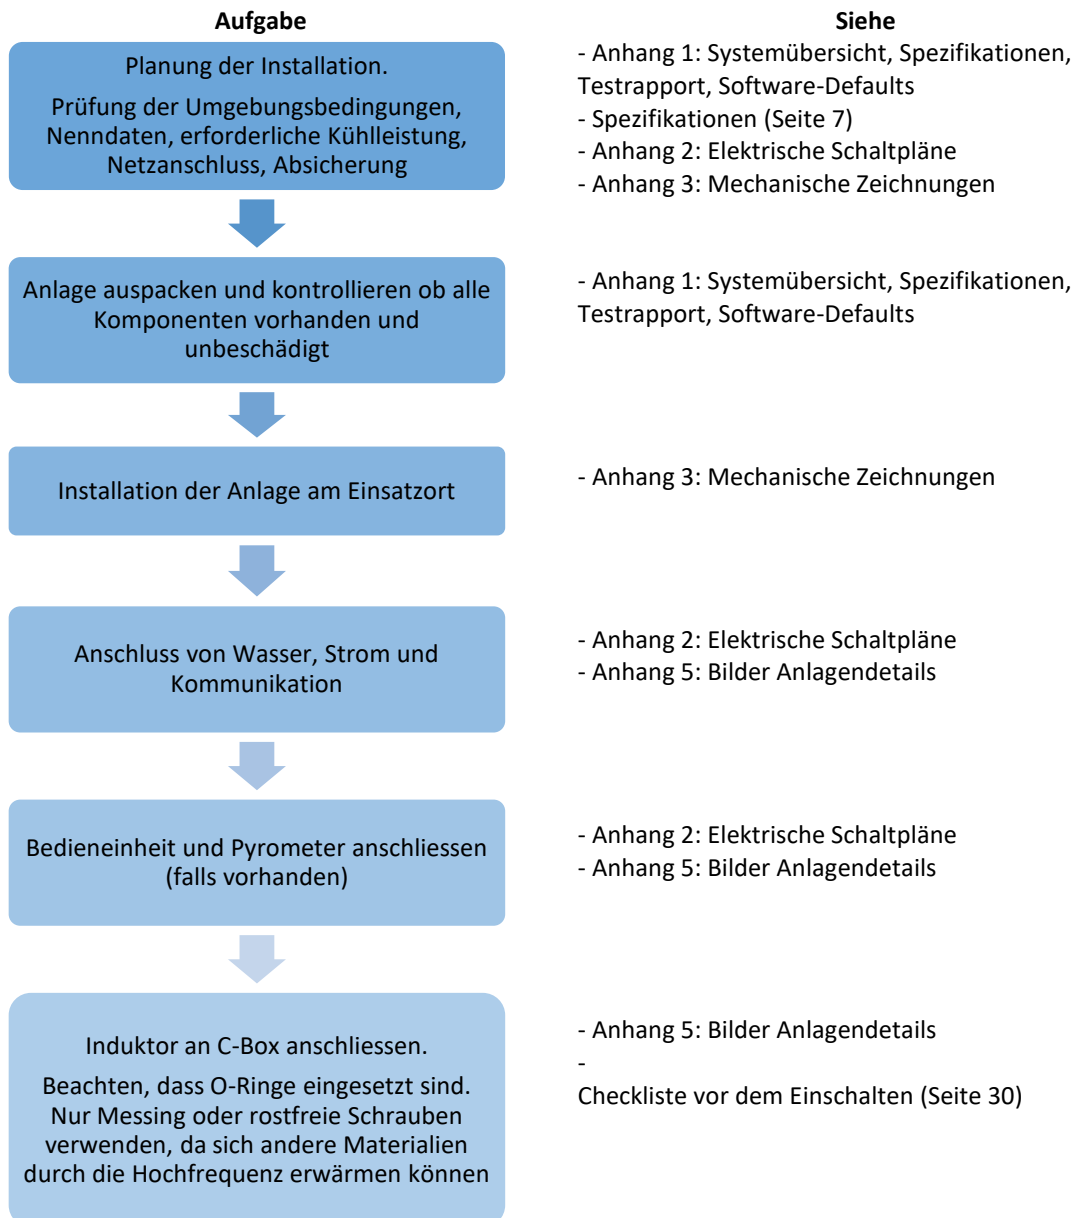 Aufgabe
Siehe
Planung der Installation.
Prüfung der Umgebungsbedingungen,
Nenndaten, erforderliche Kühlleistung,
Netzanschluss, Absicherung
- Anhang 1: Systemübersicht, Spezifikationen,
Testrapport, Software-Defaults
- Spezifikationen (Seite 7)
- Anhang 2: Elektrische Schaltpläne
- Anhang 3: Mechanische Zeichnungen
Anlage auspacken und kontrollieren ob alle
Komponenten vorhanden und
unbeschädigt
- Anhang 1: Systemübersicht, Spezifikationen,
Testrapport, Software-Defaults
Installation der Anlage am Einsatzort
- Anhang 3: Mechanische Zeichnungen
Anschluss von Wasser, Strom und
Kommunikation
- Anhang 2: Elektrische Schaltpläne
- Anhang 5: Bilder Anlagendetails
Bedieneinheit und Pyrometer anschliessen
(falls vorhanden)
- Anhang 2: Elektrische Schaltpläne
- Anhang 5: Bilder Anlagendetails
Induktor an C-Box anschliessen.
Beachten, dass O-Ringe eingesetzt sind.
Nur Messing oder rostfreie Schrauben
verwenden, da sich andere Materialien
durch die Hochfrequenz erwärmen können
- Anhang 5: Bilder Anlagendetails
-
Checkliste vor dem Einschalten (Seite 30)